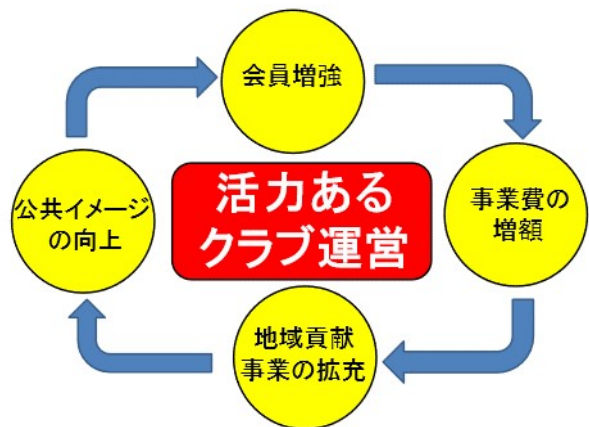 会員増強
事業費の
増額
地域貢献
事業の拡充
公共イメージ
の向上
活力ある
クラブ運営